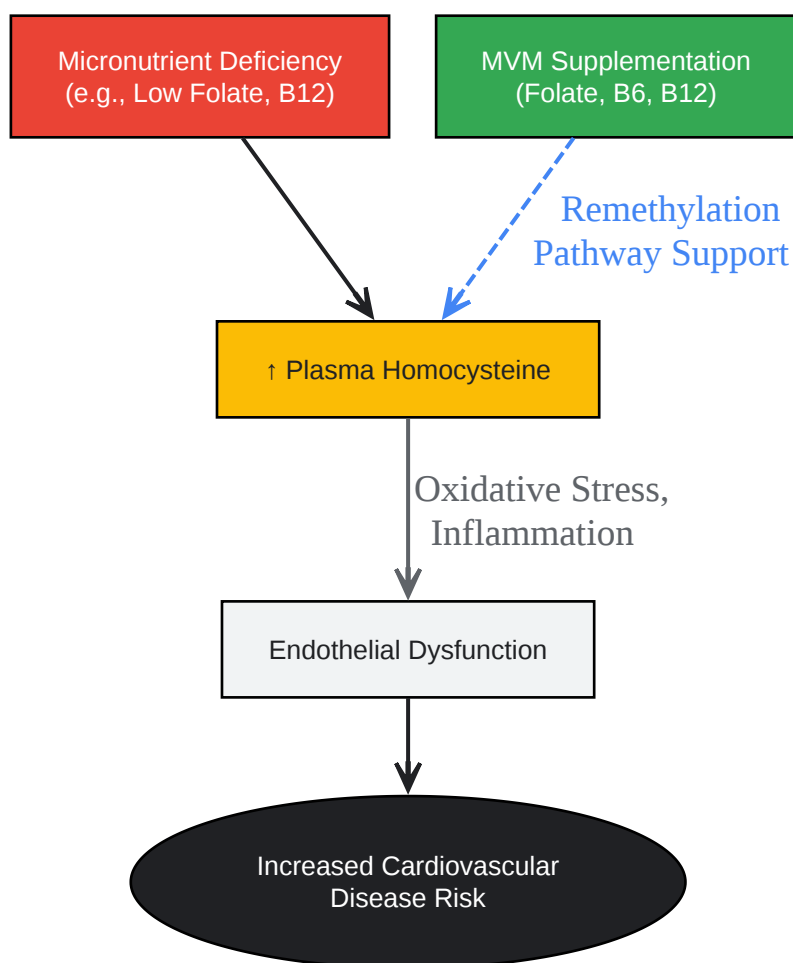 Micronutrient Deficiency
(e.g., Low Folate, B12)
MVM Supplementation
(Folate, B6, B12)
Remethylation
Pathway Support
↑ Plasma Homocysteine
Oxidative Stress,
Inflammation
Endothelial Dysfunction
Increased Cardiovascular
Disease Risk